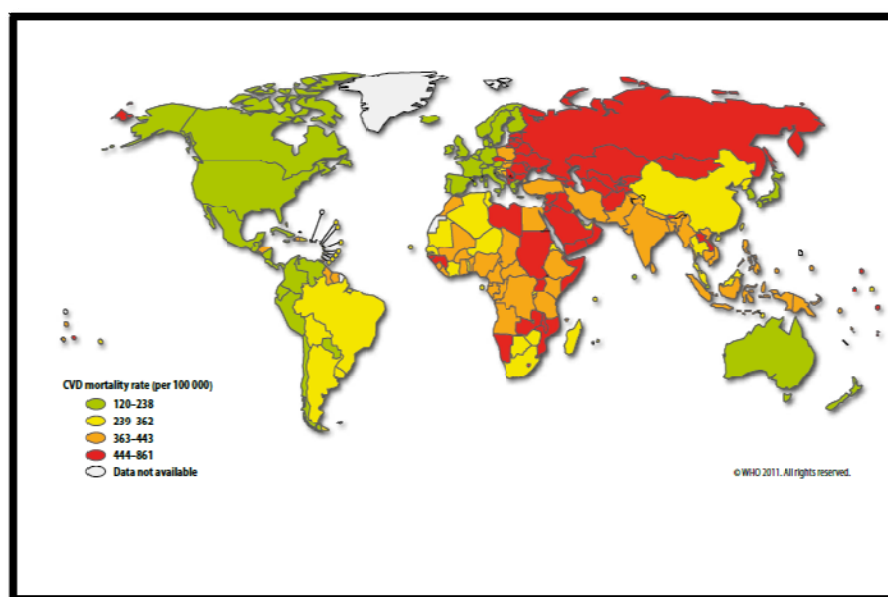 CVD mortality rate (per 100 000)
120–238
239 362
363–443
444–861
Data not available
© WHO 2011. All rights reserved.